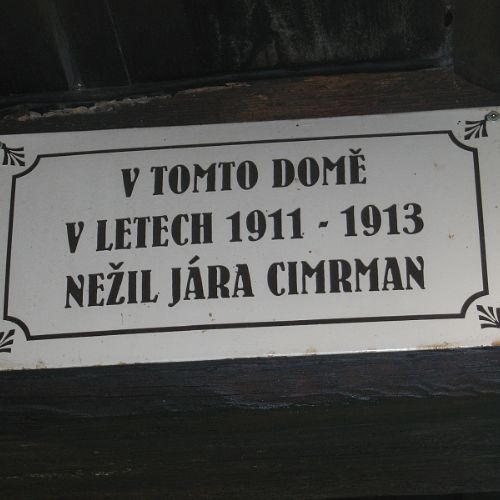 V TOMTO DOMĚ
V LETECH 1911 - 1913
NEŽIL JÁRA CIMRMAN